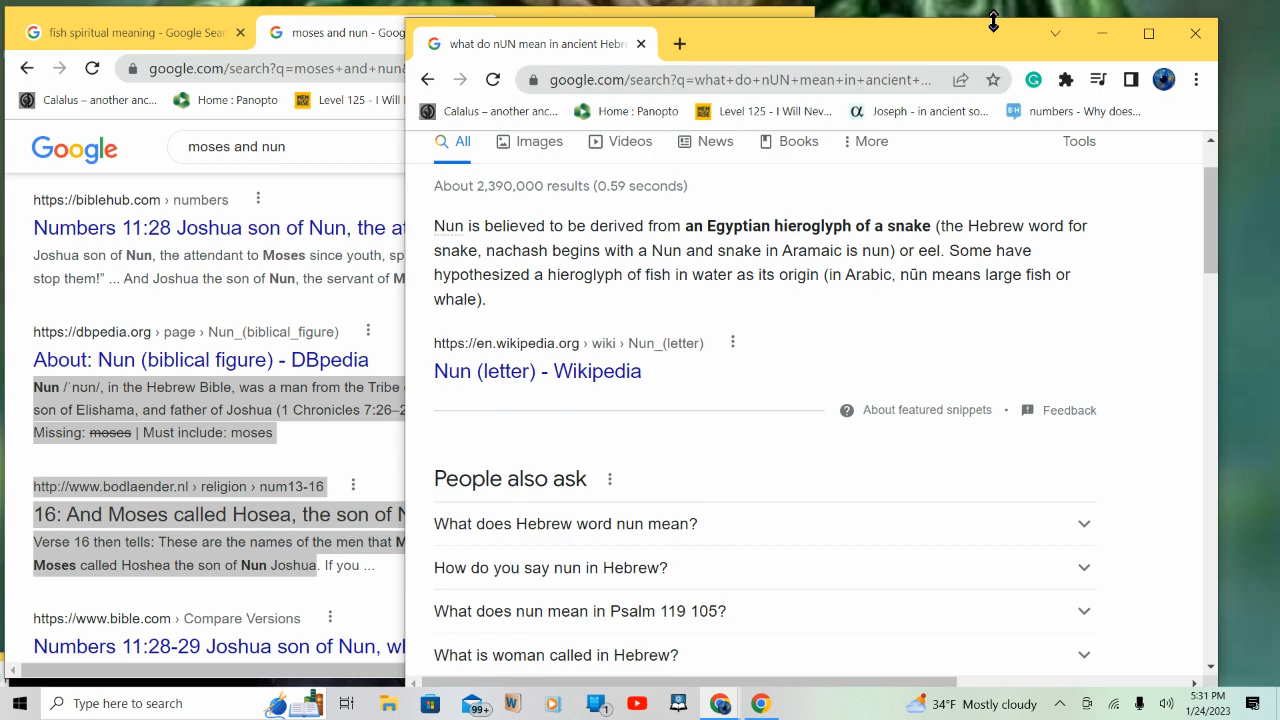 fish spiritual meaning - Google Sea
moses and nun - Goog
google.com/search?q=moses+and+nun
Calalus – another anc...
Home : Panopto
Level 125 - I Will
Google
moses and nun
https://biblehub.com › numbers
Numbers 11:28 Joshua son of Nun, the at
Joshua son of Nun, the attendant to Moses since youth, sp
stop them!” ... And Joshua the son of Nun, the servant of M
https://dbpedia.org › page › Nun_(biblical_figure)
About: Nun (biblical figure) - DBpedia
Nun /ˈnʊn/, in the Hebrew Bible, was a man from the Tribe
son of Elishama, and father of Joshua (1 Chronicles 7:26–2
Missing: moses | Must include: moses
http://www.bodlaender.nl › religion › num13-16
16: And Moses called Hosea, the son of N
Verse 16 then tells: These are the names of the men that M
Moses called Hoshea the son of Nun Joshua. If you ...
https://www.bible.com › Compare Versions
Numbers 11:28-29 Joshua son of Nun, w
what do nUN mean in ancient Hebr
google.com/search?q=what+do+nUN+mean+in+ancient+...
Calalus – another anc...
Home : Panopto
Level 125 - I Will Nev...
Joseph - in ancient so...
numbers - Why does...
All
Images
Videos
News
Books
More
Tools
About 2,390,000 results (0.59 seconds)
Nun is believed to be derived from an Egyptian hieroglyph of a snake (the Hebrew word for
snake, nachash begins with a Nun and snake in Aramaic is nun) or eel. Some have
hypothesized a hieroglyph of fish in water as its origin (in Arabic, nūn means large fish or
whale).
https://en.wikipedia.org › wiki › Nun_(letter)
Nun (letter) - Wikipedia
About featured snippets • Feedback
People also ask
What does Hebrew word nun mean?
How do you say nun in Hebrew?
What does nun mean in Psalm 119 105?
What is woman called in Hebrew?
Type here to search
99+
1
34°F Mostly cloudy
5:31 PM
1/24/2023